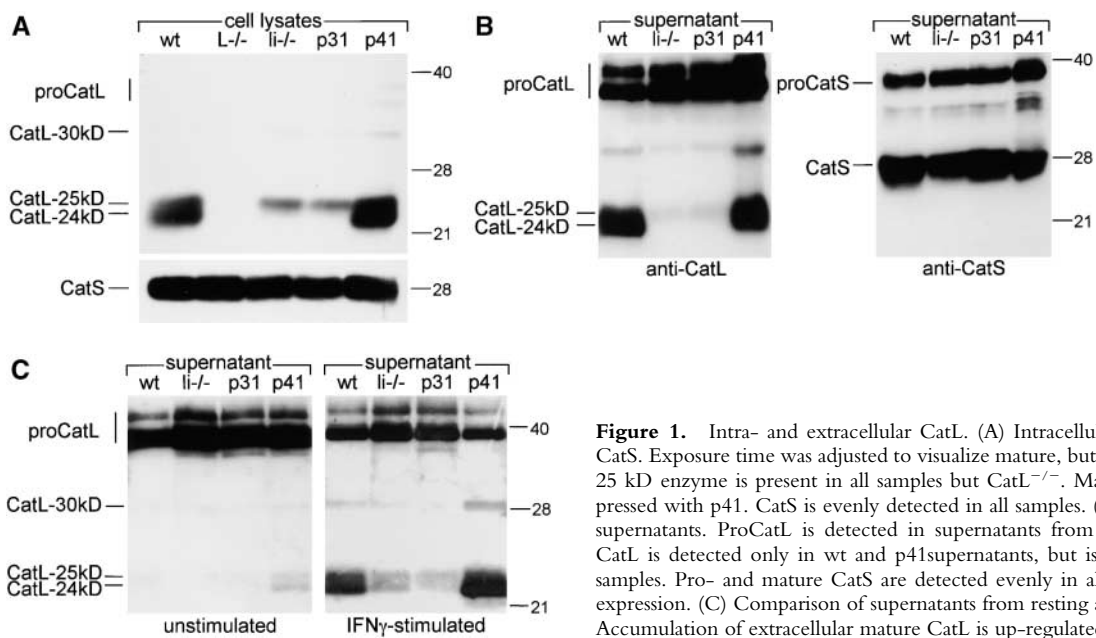 A
cell lysates
wt L-/- li-/- p31 p41
proCatL
40
CatL-30kD
28
CatL-25kD
CatL-24kD
21
CatS
28
B
supernatant
wt li-/- p31 p41
proCatL
CatL-25kD
CatL-24kD
anti-CatL
supernatant
wt li-/- p31 p41
proCatS
40
CatS
28
21
anti-CatS
C
supernatant
wt li-/- p31 p41
proCatL
CatL-30kD
CatL-25kD
CatL-24kD
unstimulated
supernatant
wt li-/- p31 p41
40
28
21
IFNγ-stimulated
Figure 1. Intra- and extracellular CatL. (A) Intracellu
CatS. Exposure time was adjusted to visualize mature, but
25 kD enzyme is present in all samples but CatL−/−. Ma
pressed with p41. CatS is evenly detected in all samples. (
supernatants. ProCatL is detected in supernatants from
CatL is detected only in wt and p41supernatants, but is
samples. Pro- and mature CatS are detected evenly in al
expression. (C) Comparison of supernatants from resting a
Accumulation of extracellular mature CatL is up-regulated